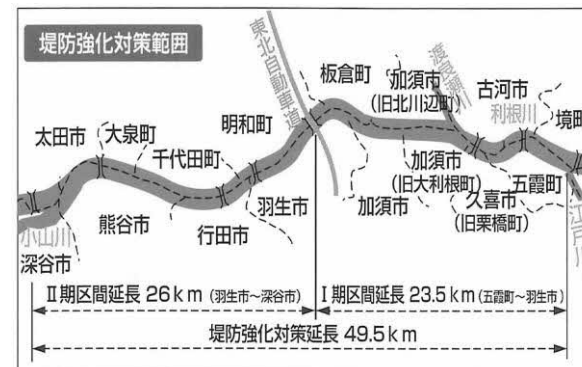 堤防強化対策範囲
東北自動車道
板倉町
加須市
(旧北川辺町)
渡良瀬川
古河市
利根川
境町
太田市
大泉町
千代田町
明和町
小山川
深谷市
熊谷市
行田市
羽生市
加須市
加須市
(旧大利根町)
久喜市
(旧栗橋町)
五霞町
江戸川
Ⅱ期区間延長 26km (羽生市〜深谷市)
Ⅰ期区間延長 23.5km (五霞町〜羽生市)
堤防強化対策延長 49.5km